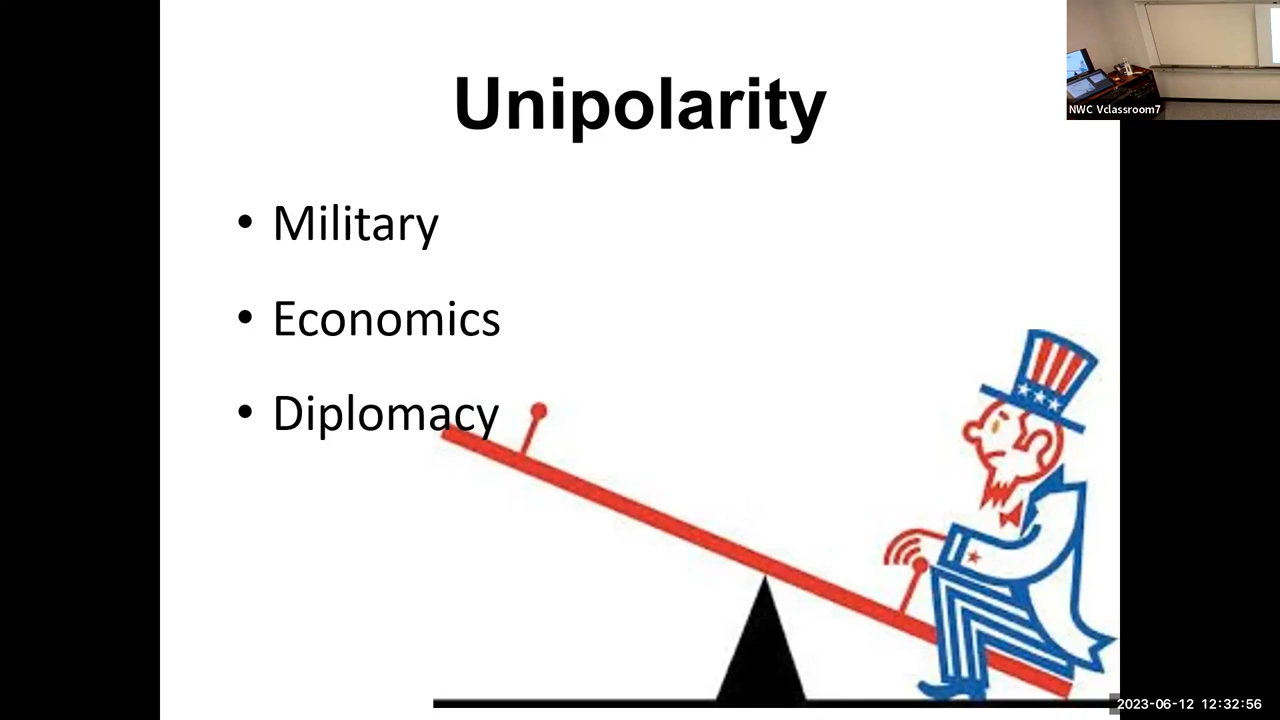 Unipolarity
NWC Vclassroom7
• Military
• Economics
• Diplomacy
2023-06-12 12:32:56